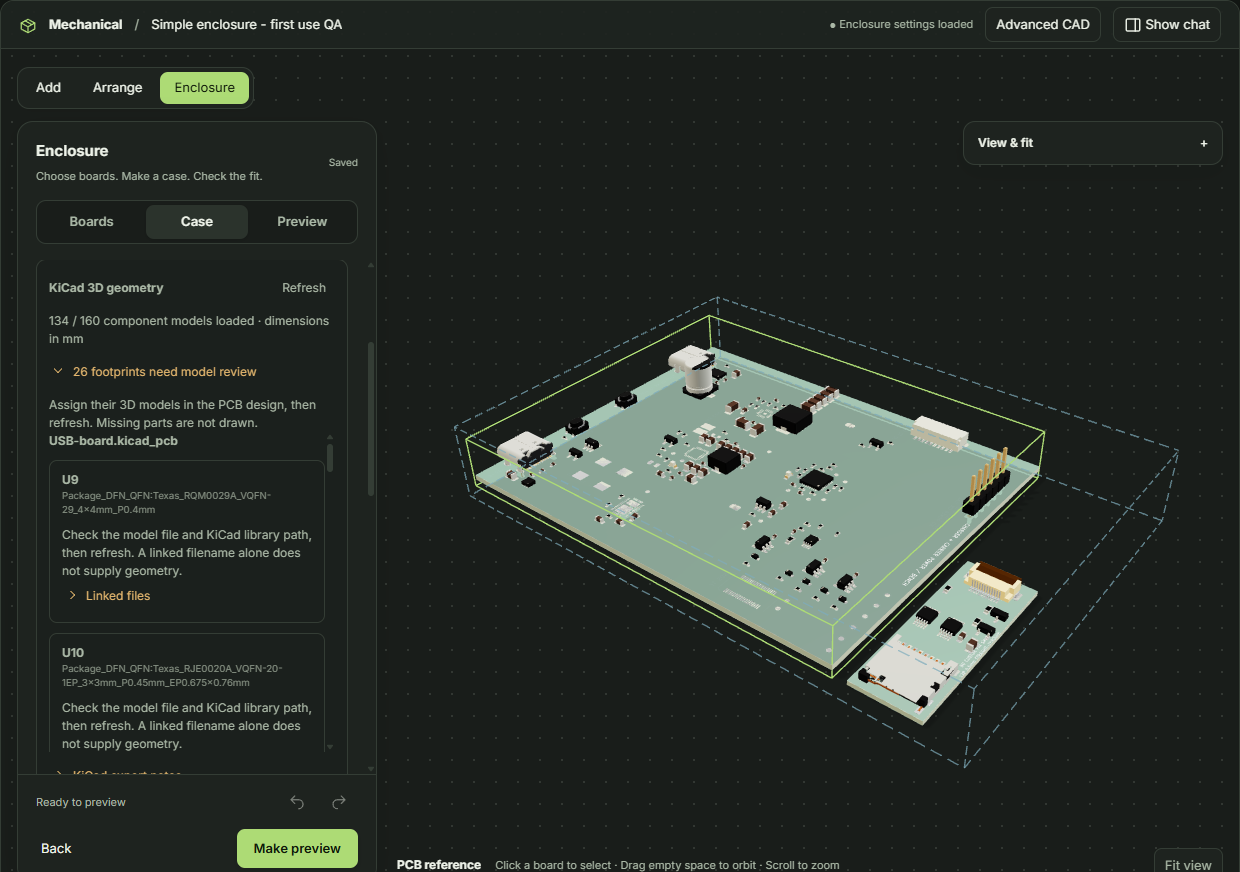 Mechanical / Simple enclosure - first use QA
Enclosure settings loaded
Advanced CAD
Show chat
Add
Arrange
Enclosure
Enclosure
Saved
Choose boards. Make a case. Check the fit.
Boards
Case
Preview
View & fit
+
KiCad 3D geometry
Refresh
134 / 160 component models loaded · dimensions
in mm
26 footprints need model review
Assign their 3D models in the PCB design, then
refresh. Missing parts are not drawn.
USB-board.kicad_pcb
U9
Package_DFN_QFN:Texas_RQM0029A_VQFN-
29_4×4mm_P0.4mm
Check the model file and KiCad library path,
then refresh. A linked filename alone does
not supply geometry.
Linked files
U10
Package_DFN_QFN:Texas_RJE0020A_VQFN-20-
1EP_3×3mm_P0.45mm_EP0.675×0.76mm
Check the model file and KiCad library path,
then refresh. A linked filename alone does
not supply geometry.
KiCad export notes
Ready to preview
Back
Make preview
PCB reference
Click a board to select · Drag empty space to orbit · Scroll to zoom
Fit view